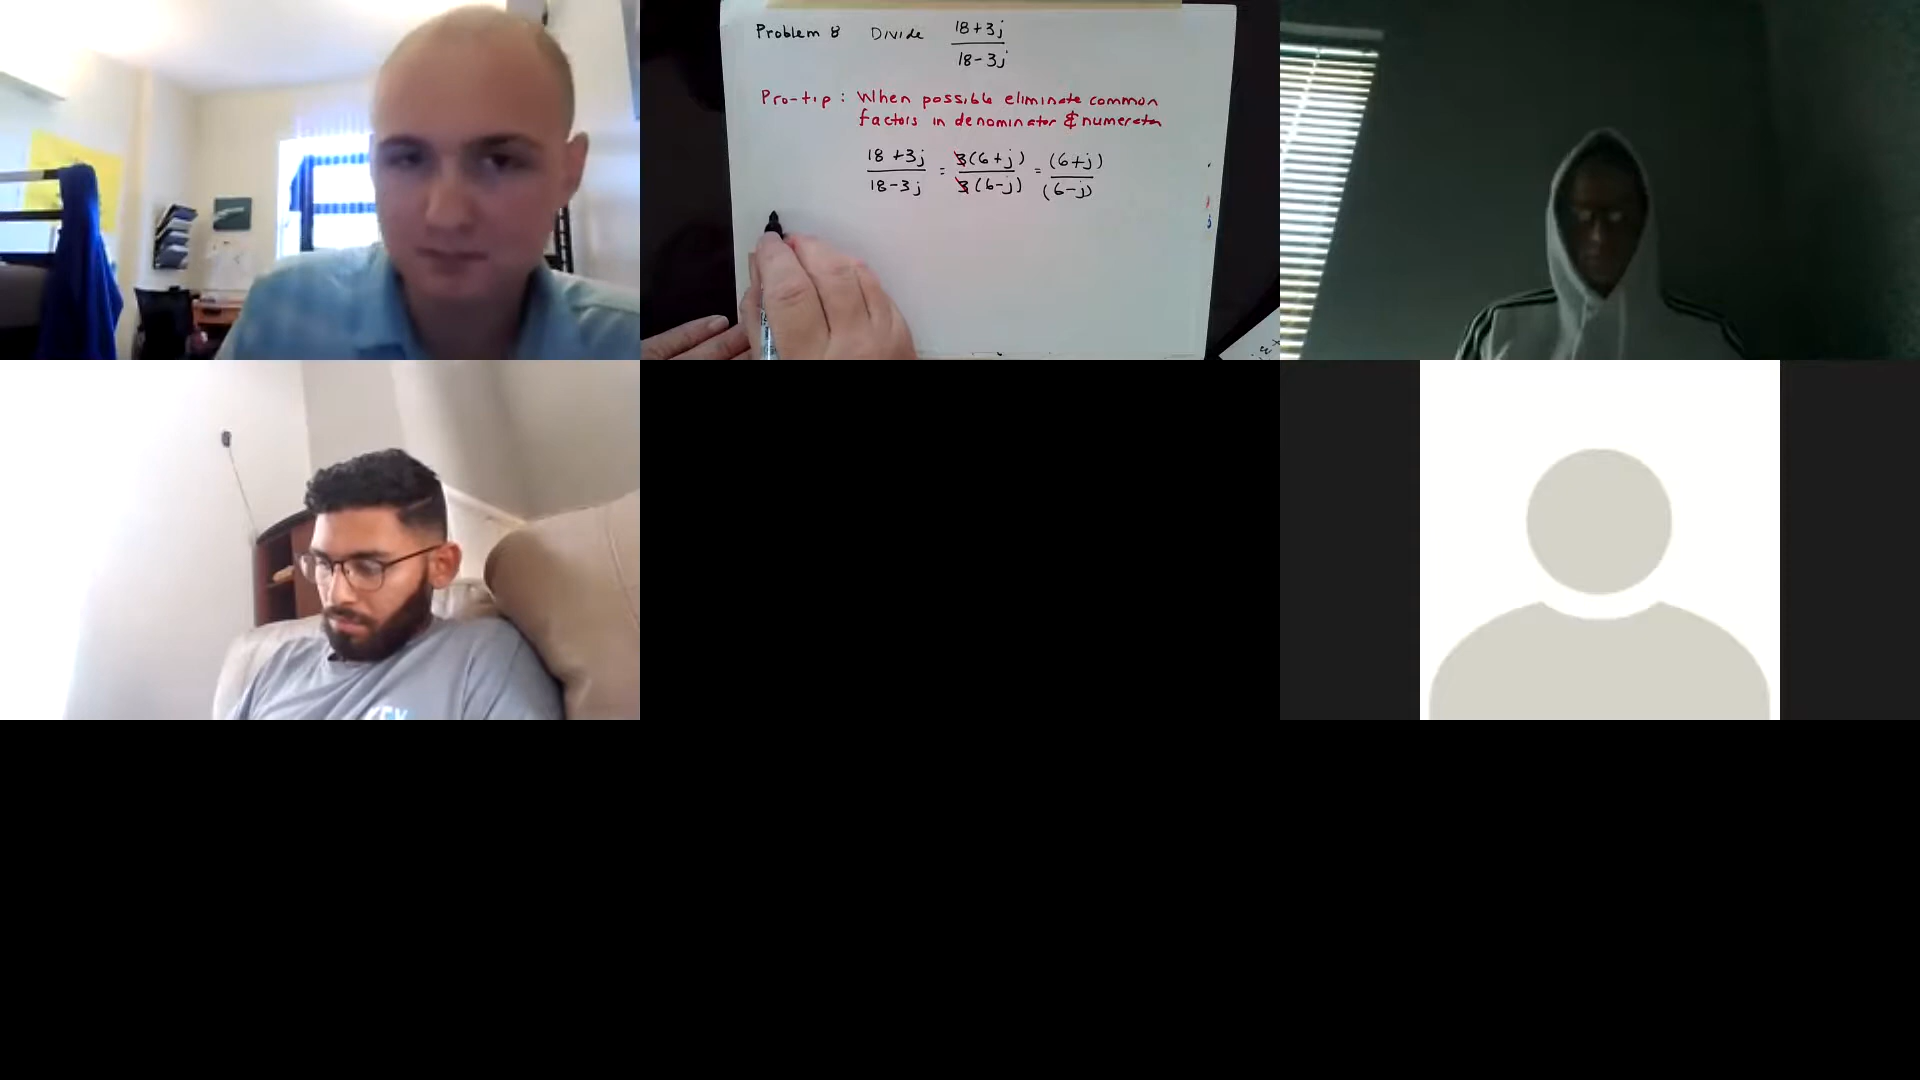 Problem 8 Divide 18+3j / 18-3j
Pro-tip: When possible eliminate common
factors in denominator & numerator
18+3j / 18-3j = 3(6+j) / 3(6-j) = (6+j) / (6-j)